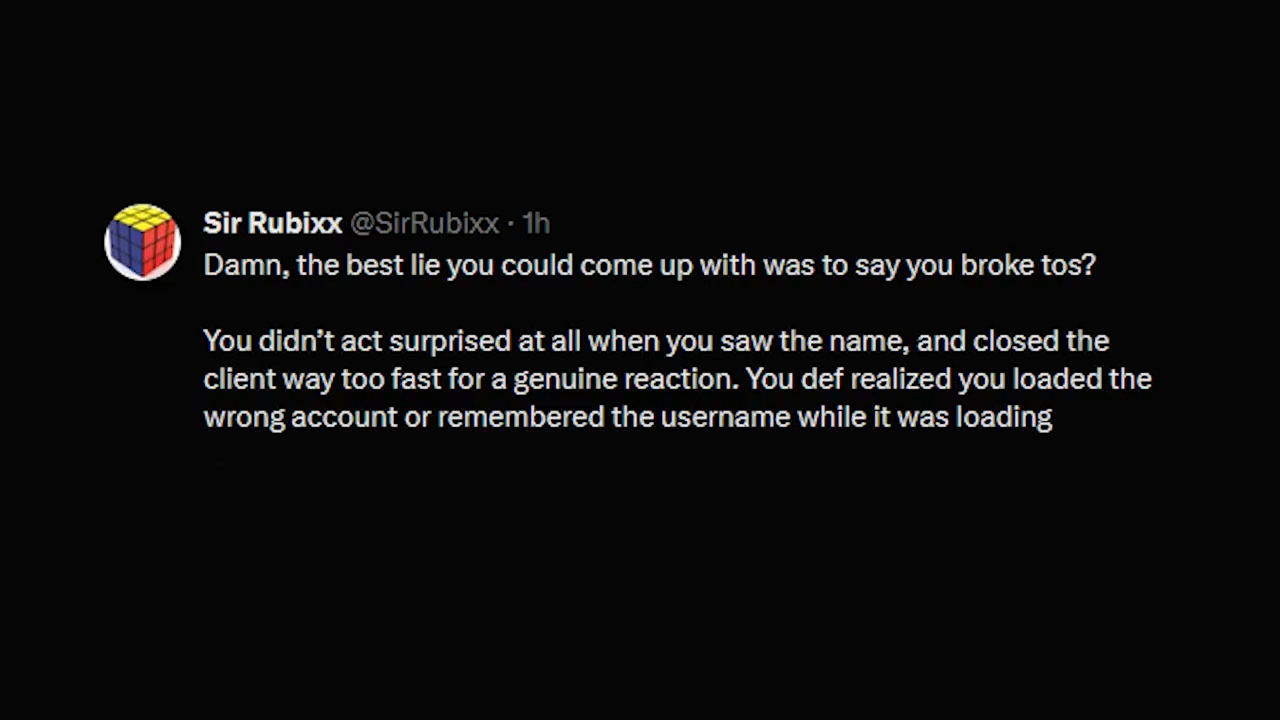 Sir Rubixx @SirRubixx · 1h
Damn, the best lie you could come up with was to say you broke tos?
You didn’t act surprised at all when you saw the name, and closed the
client way too fast for a genuine reaction. You def realized you loaded the
wrong account or remembered the username while it was loading